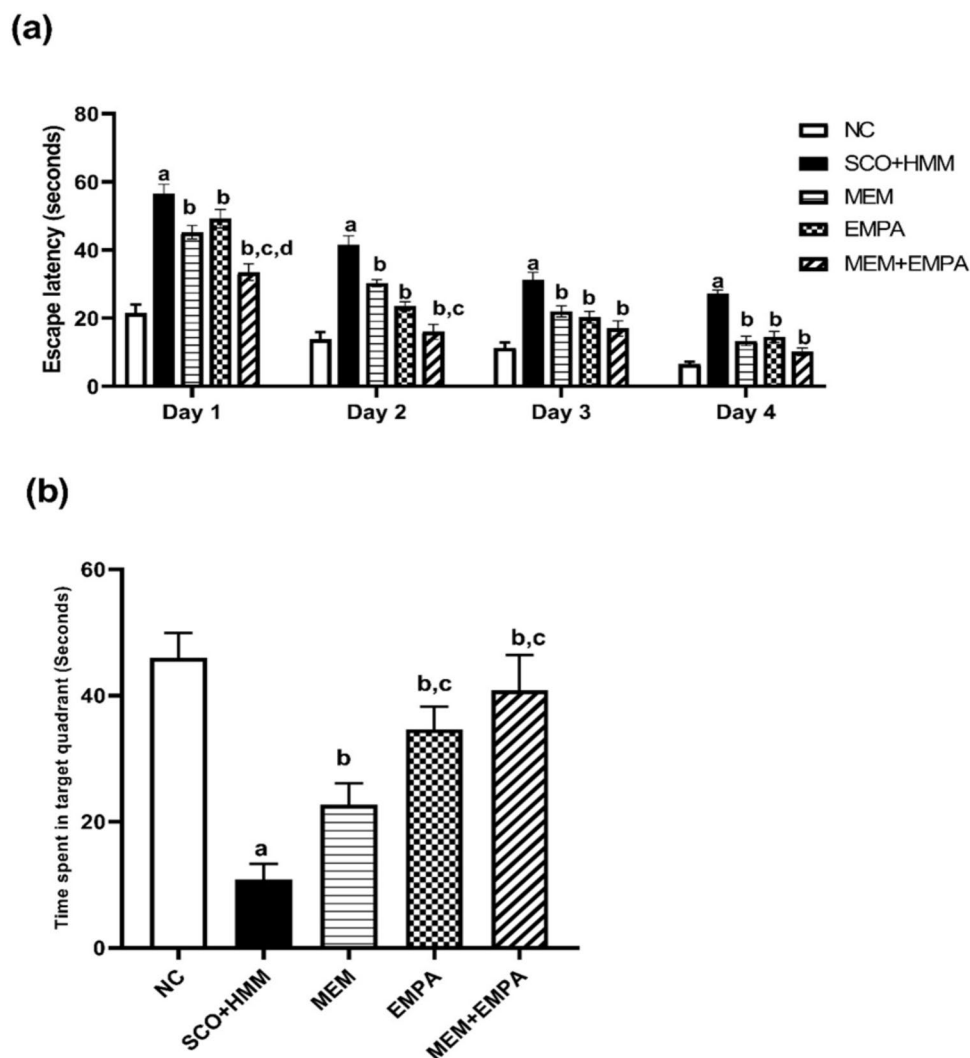 (a)
Escape latency (seconds)
80
60
40
20
0
a
b
b
b,c,d
a
b
b
b,c
a
b
b
b
a
b
b
b
Day 1
Day 2
Day 3
Day 4
NC
SCO+HMM
MEM
EMPA
MEM+EMPA
(b)
Time spent in target quadrant (Seconds)
60
40
20
0
a
b
b,c
b,c
NC
SCO+HMM
MEM
EMPA
MEM+EMPA